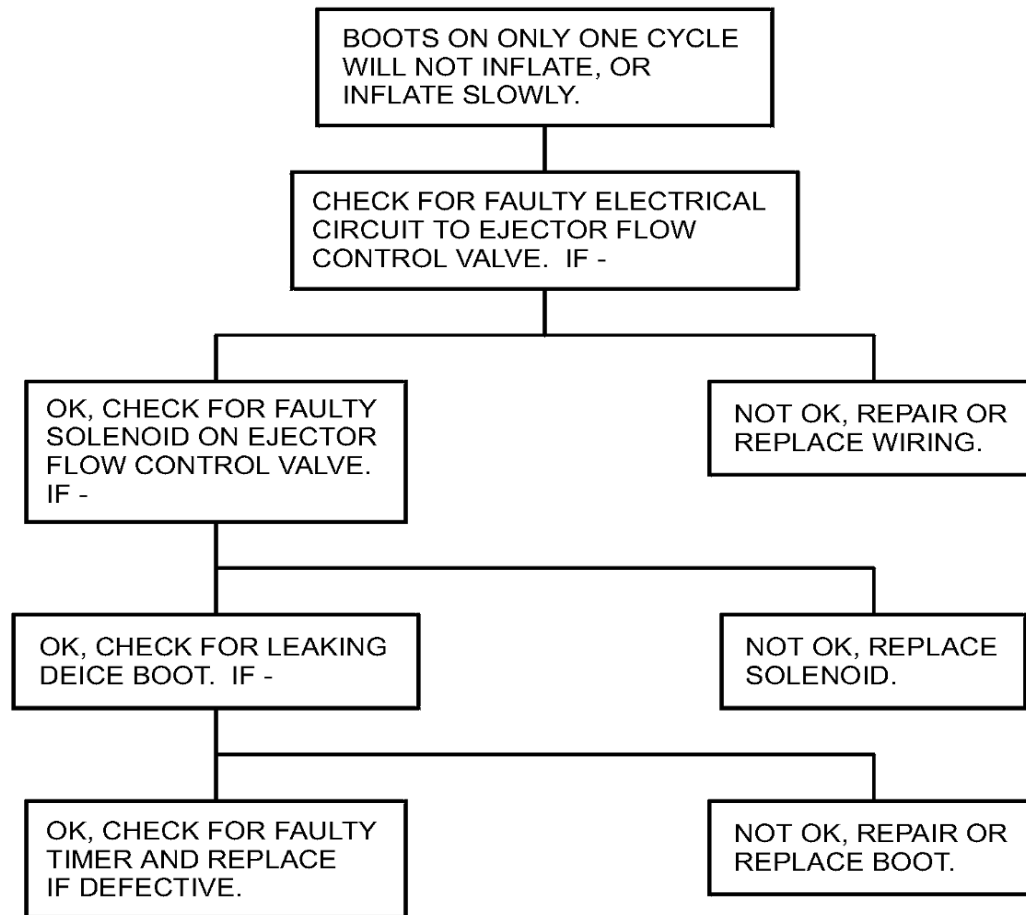 BOOTS ON ONLY ONE CYCLE
WILL NOT INFLATE, OR
INFLATE SLOWLY.
CHECK FOR FAULTY ELECTRICAL
CIRCUIT TO EJECTOR FLOW
CONTROL VALVE.  IF -
OK, CHECK FOR FAULTY
SOLENOID ON EJECTOR
FLOW CONTROL VALVE.
IF -
NOT OK, REPAIR OR
REPLACE WIRING.
OK, CHECK FOR LEAKING
DEICE BOOT.  IF -
NOT OK, REPLACE
SOLENOID.
OK, CHECK FOR FAULTY
TIMER AND REPLACE
IF DEFECTIVE.
NOT OK, REPAIR OR
REPLACE BOOT.